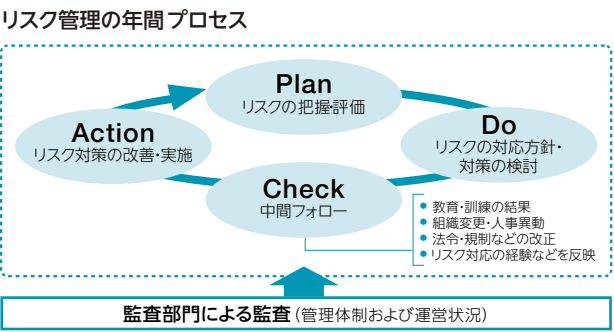 リスク管理の年間プロセス
Plan
リスクの把握・評価
Action
リスク対策の改善・実施
Do
リスクの対応方針・
対策の検討
Check
中間フォロー
● 教育・訓練の結果
● 組織変更・人事異動
● 法令・規制などの改正
● リスク対応の経験などを反映
監査部門による監査（管理体制および運営状況）